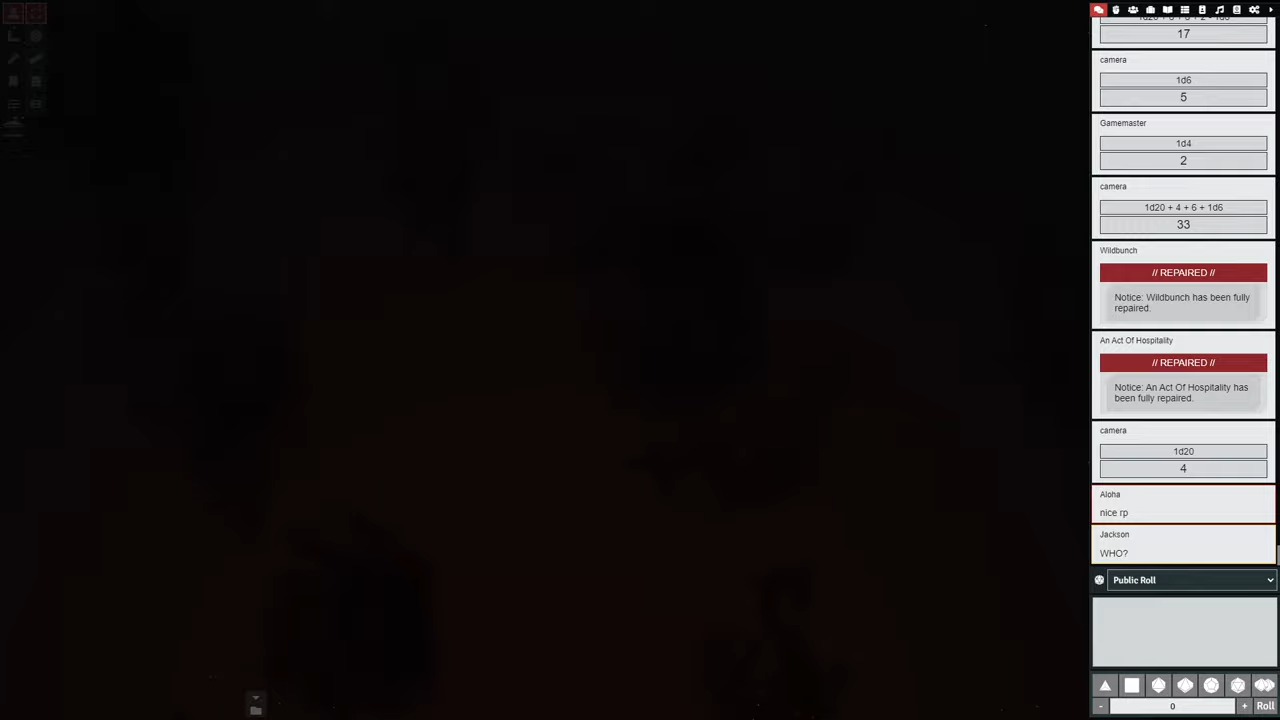 17
camera
1d6
5
Gamemaster
1d4
2
camera
1d20 + 4 + 6 + 1d6
33
Wildbunch
// REPAIRED //
Notice: Wildbunch has been fully
repaired.
An Act Of Hospitality
// REPAIRED //
Notice: An Act Of Hospitality has
been fully repaired.
camera
1d20
4
Aloha
nice rp
Jackson
WHO?
Public Roll
- 0 + Roll